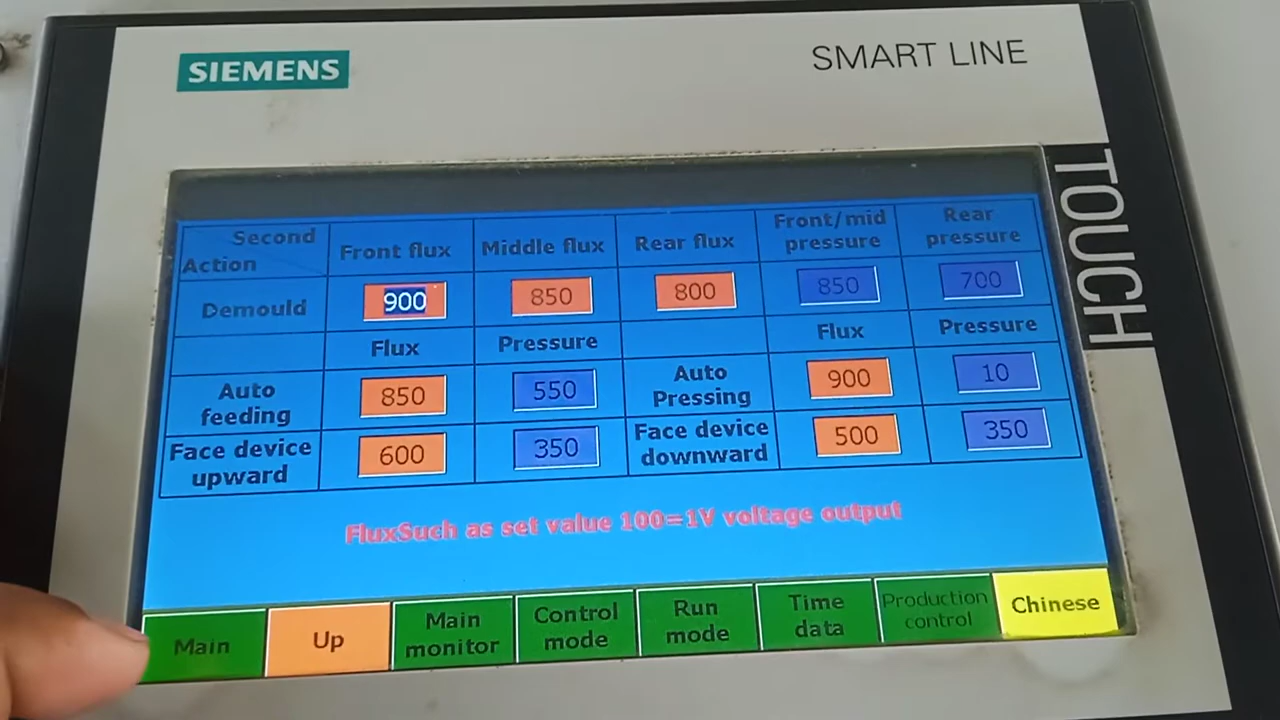 SIEMENS
SMART LINE
TOUCH
Second
Action
Front flux
Middle flux
Rear flux
Front/mid
pressure
Rear
pressure
Demould
900
850
800
850
700
Flux
Pressure
Flux
Pressure
Auto
feeding
850
550
Auto
Pressing
900
10
Face device
upward
600
350
Face device
downward
500
350
FluxSuch as set value 100=1V voltage output
Main
Up
Main
monitor
Control
mode
Run
mode
Time
data
Production
control
Chinese